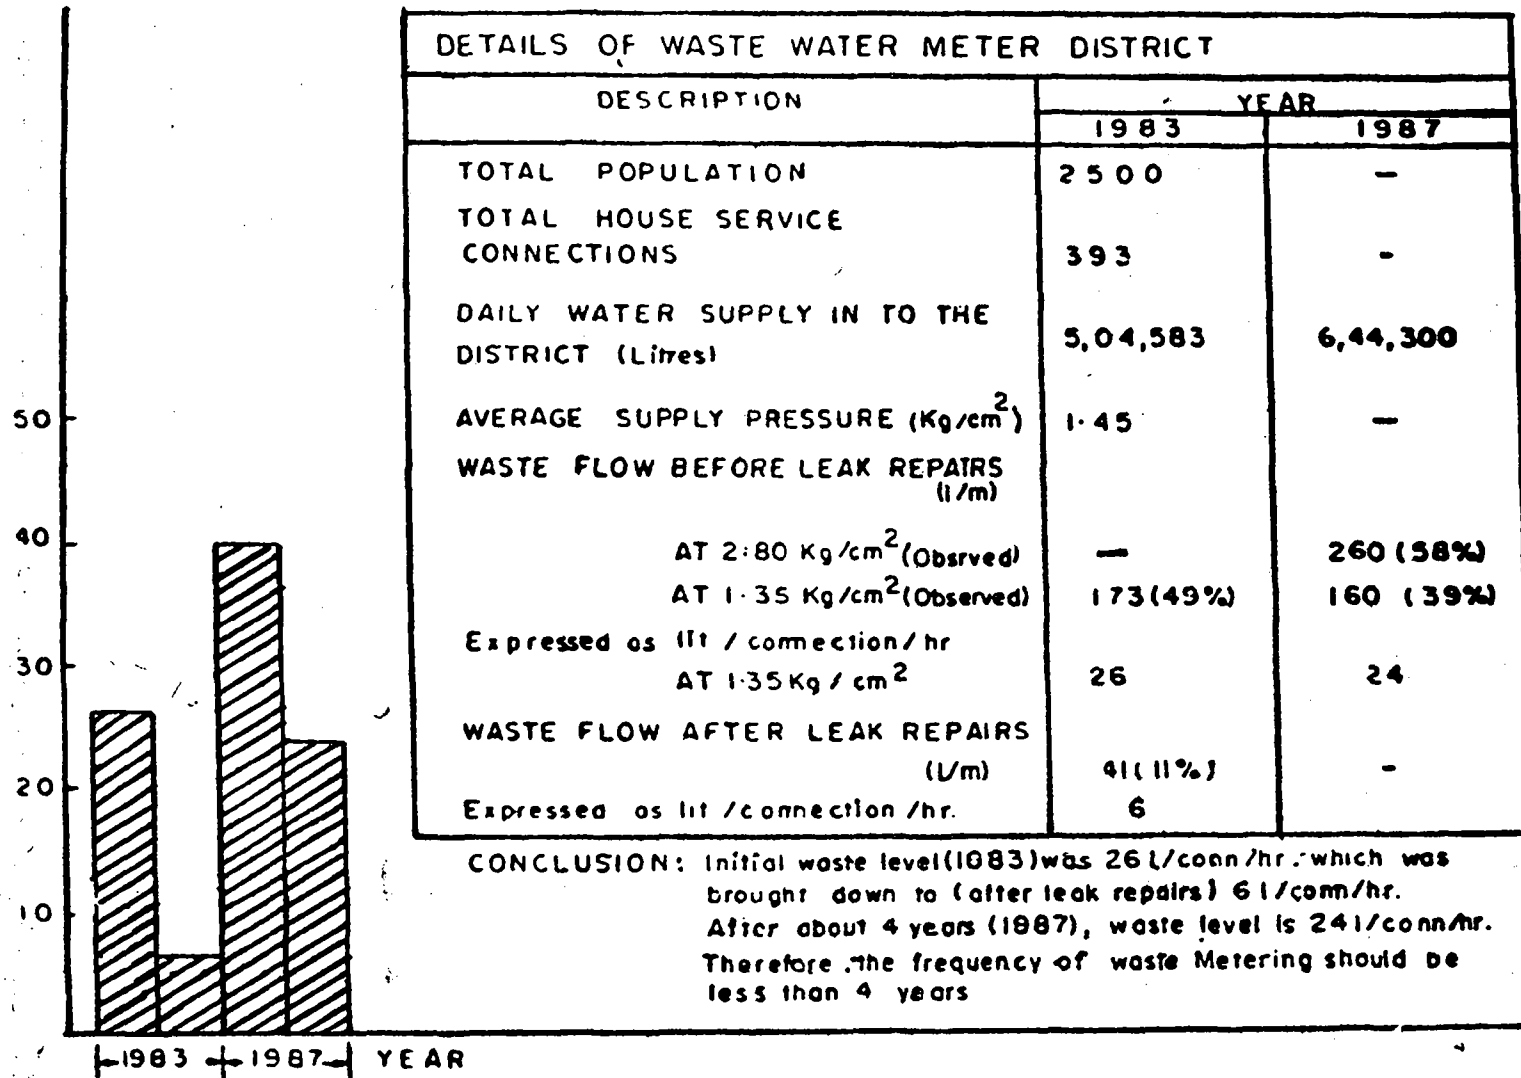 DETAILS OF WASTE WATER METER DISTRICT
DESCRIPTION YEAR
1983 1987
TOTAL POPULATION 2500 —
TOTAL HOUSE SERVICE
CONNECTIONS 393 -
DAILY WATER SUPPLY IN TO THE
DISTRICT (Litres) 5,04,583 6,44,300
AVERAGE SUPPLY PRESSURE (Kg/cm²) 1·45 —
WASTE FLOW BEFORE LEAK REPAIRS
(l/m)
AT 2:80 Kg/cm² (Obsrved) — 260 (58%)
AT 1·35 Kg/cm² (Observed) 173(49%) 160 (39%)
Expressed as lit / connection / hr
AT 1·35 Kg / cm² 26 24
WASTE FLOW AFTER LEAK REPAIRS
(l/m) 41(11%) -
Expressed as lit / connection /hr. 6
CONCLUSION: Initial waste level(1083)was 26 l/conn/hr. which was
brought down to (after leak repairs) 6 l/conn/hr.
After about 4 years (1987), waste level is 24 l/conn/hr.
Therefore .the frequency of waste Metering should be
less than 4 years
50
40
30
20
10
1983 1987 YEAR